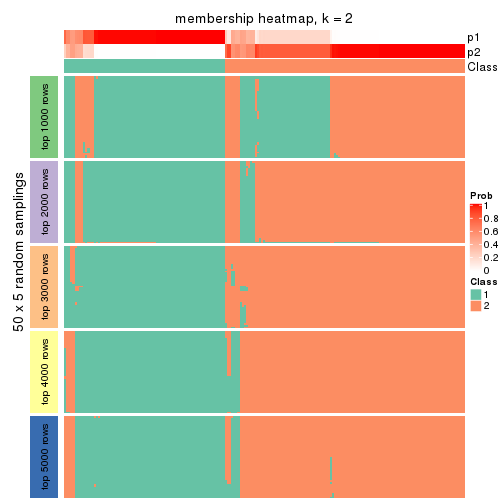 membership heatmap, k = 2
p1
p2
Class
50 x 5 random samplings
top 1000 rows
top 2000 rows
top 3000 rows
top 4000 rows
top 5000 rows
Prob
1
0.8
0.6
0.4
0.2
0
Class
1
2